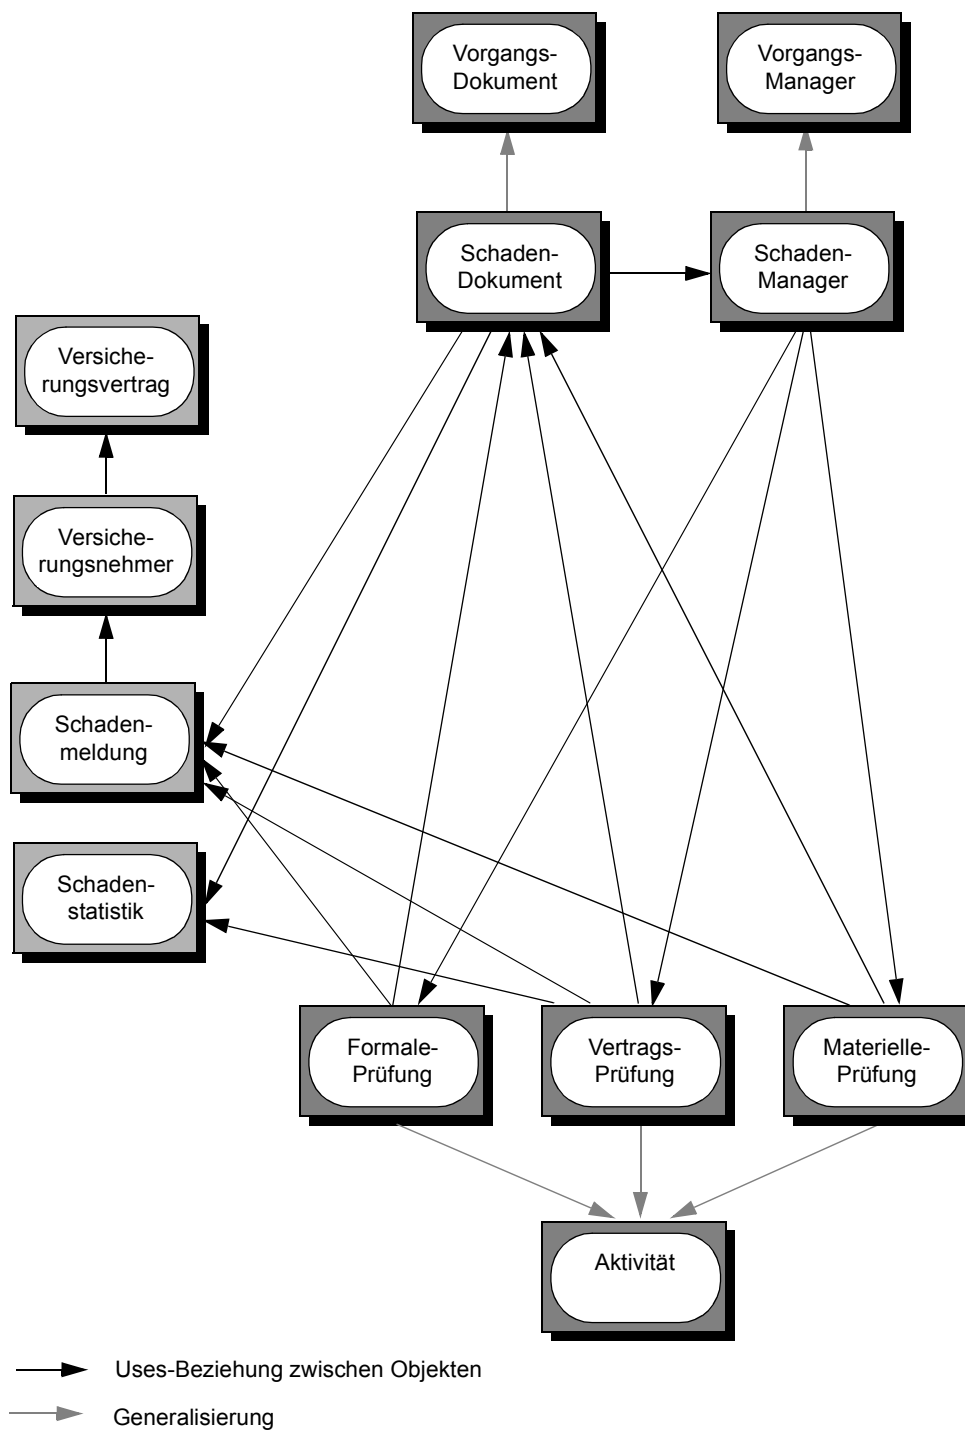 Vorgangs-
Dokument
Vorgangs-
Manager
Schaden-
Dokument
Schaden-
Manager
Versiche-
rungsvertrag
Versiche-
rungsnehmer
Schaden-
meldung
Schaden-
statistik
Formale-
Prüfung
Vertrags-
Prüfung
Materielle-
Prüfung
Aktivität
Uses-Beziehung zwischen Objekten
Generalisierung